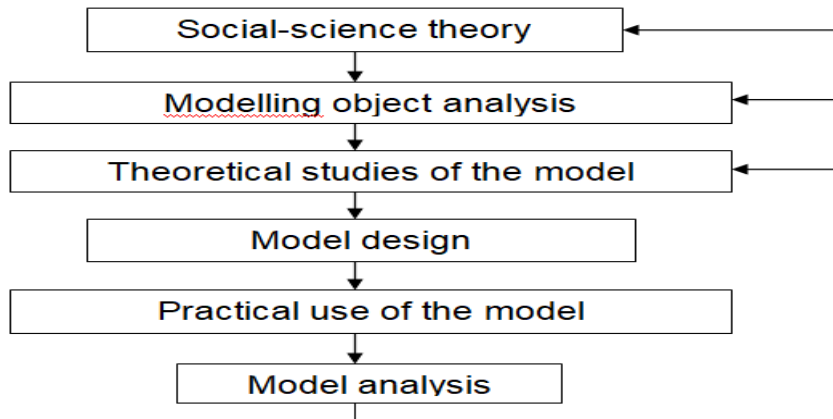 Social-science theory
Modelling object analysis
Theoretical studies of the model
Model design
Practical use of the model
Model analysis